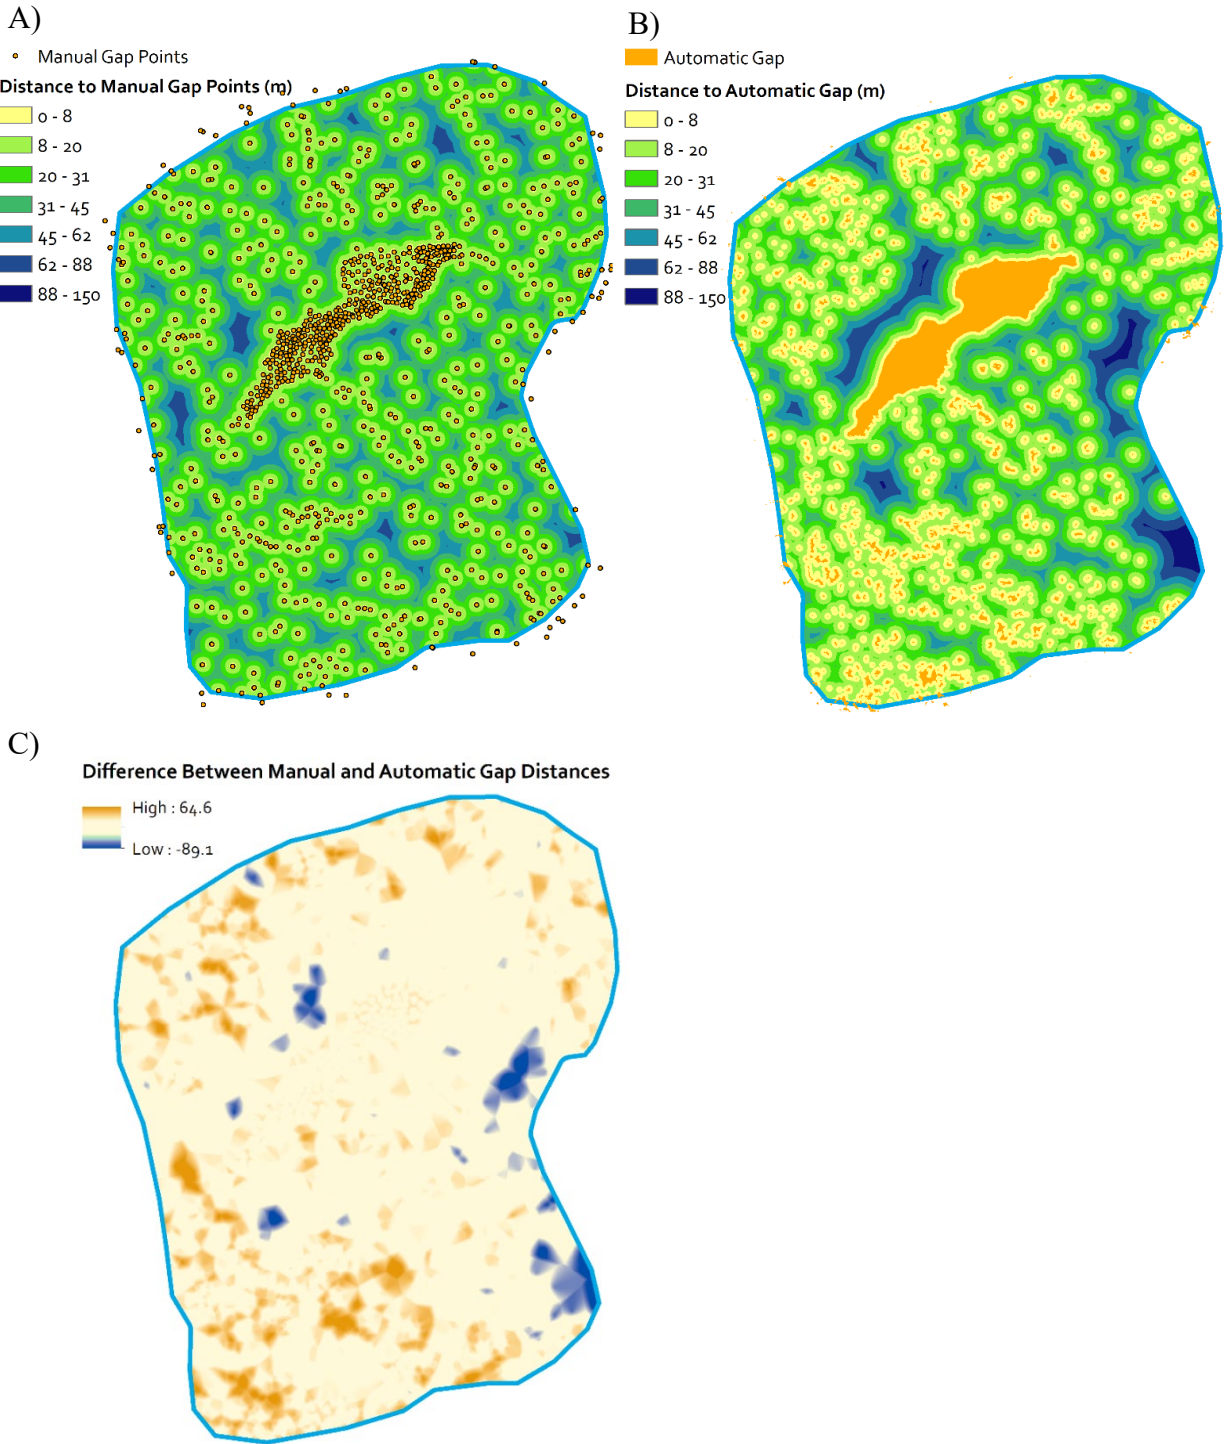 A)
Manual Gap Points
Distance to Manual Gap Points (m)
0 - 8
8 - 20
20 - 31
31 - 45
45 - 62
62 - 88
88 - 150
B)
Automatic Gap
Distance to Automatic Gap (m)
0 - 8
8 - 20
20 - 31
31 - 45
45 - 62
62 - 88
88 - 150
C)
Difference Between Manual and Automatic Gap Distances
High : 64.6
Low : -89.1